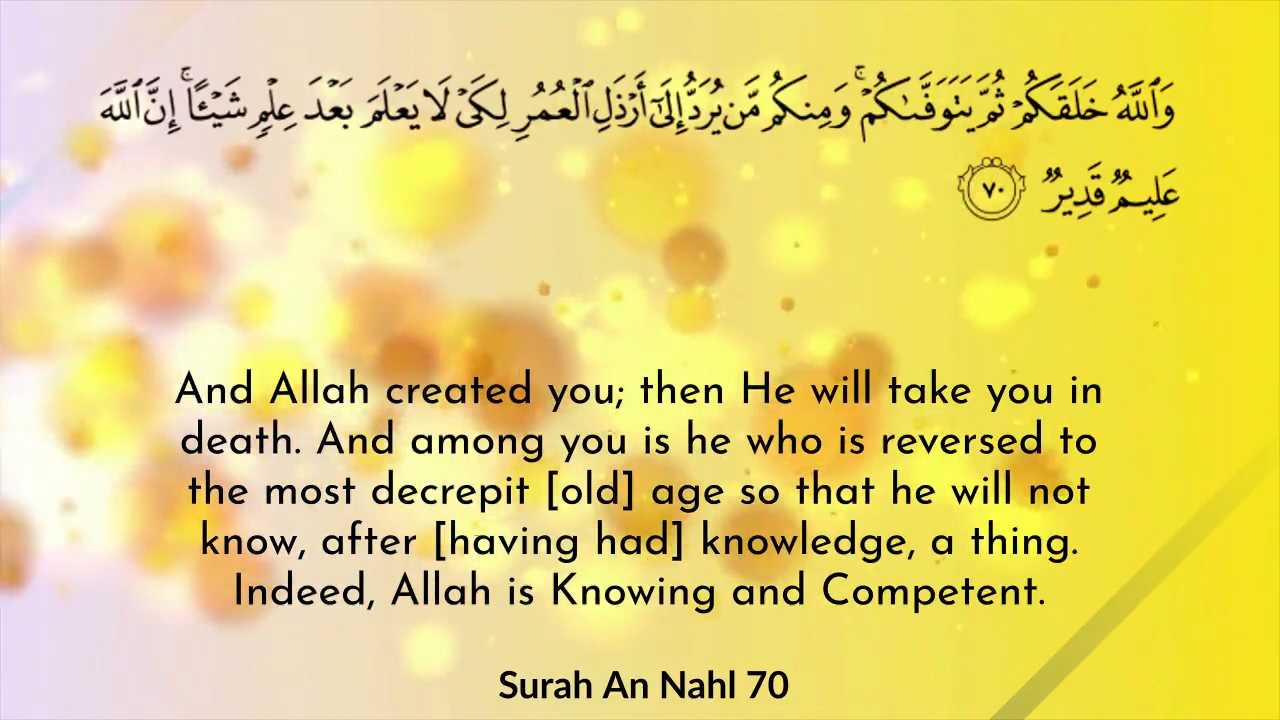 وَٱللَّهُ خَلَقَكُمْ ثُمَّ يَتَوَفَّىٰكُمْ ۚ وَمِنكُم مَّن يُرَدُّ إِلَىٰٓ أَرْذَلِ ٱلْعُمُرِ لِكَىْ لَا يَعْلَمَ بَعْدَ عِلْمٍ شَيْـًٔا ۚ إِنَّ ٱللَّهَ
عَلِيمٌ قَدِيرٌ ٧٠
And Allah created you; then He will take you in
death. And among you is he who is reversed to
the most decrepit [old] age so that he will not
know, after [having had] knowledge, a thing.
Indeed, Allah is Knowing and Competent.
Surah An Nahl 70